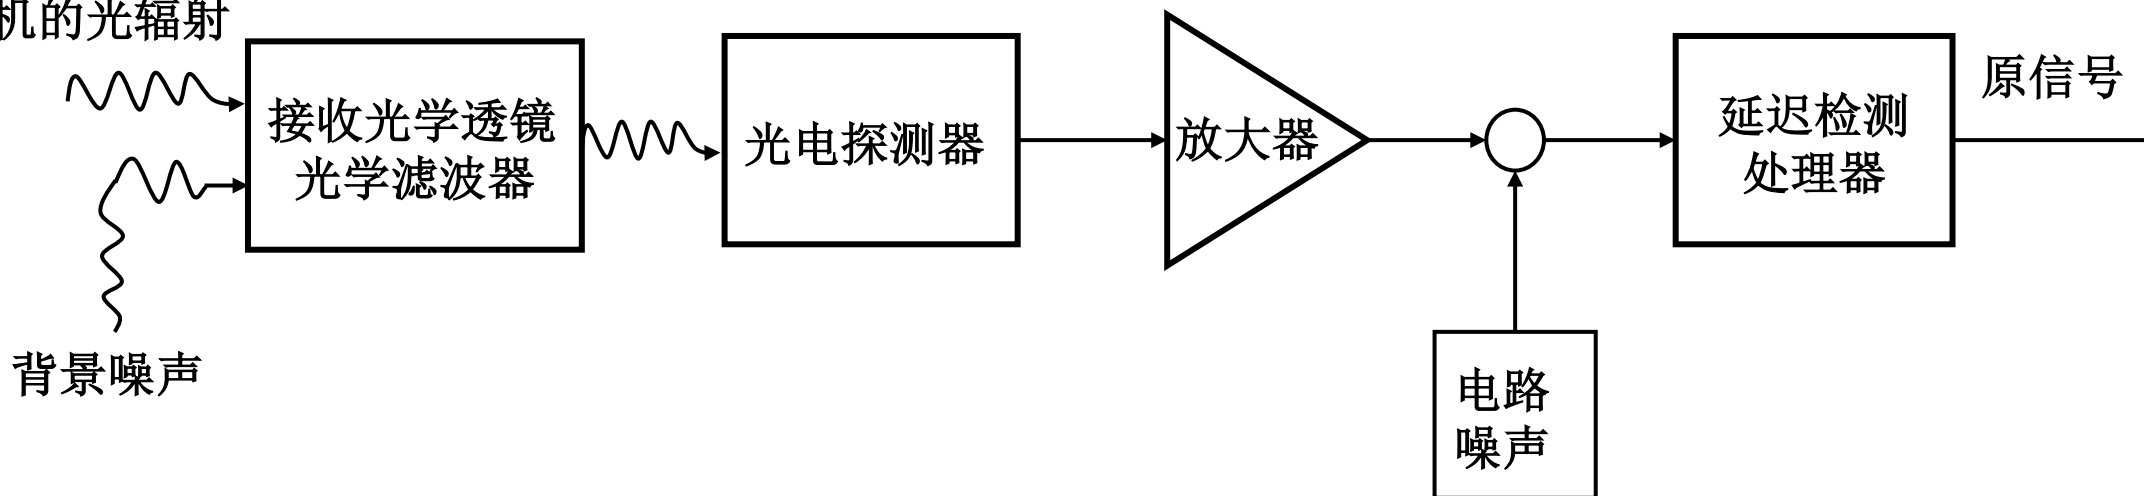 机的光辐射
接收光学透镜
光学滤波器
光电探测器
放大器
延迟检测
处理器
原信号
背景噪声
电路
噪声